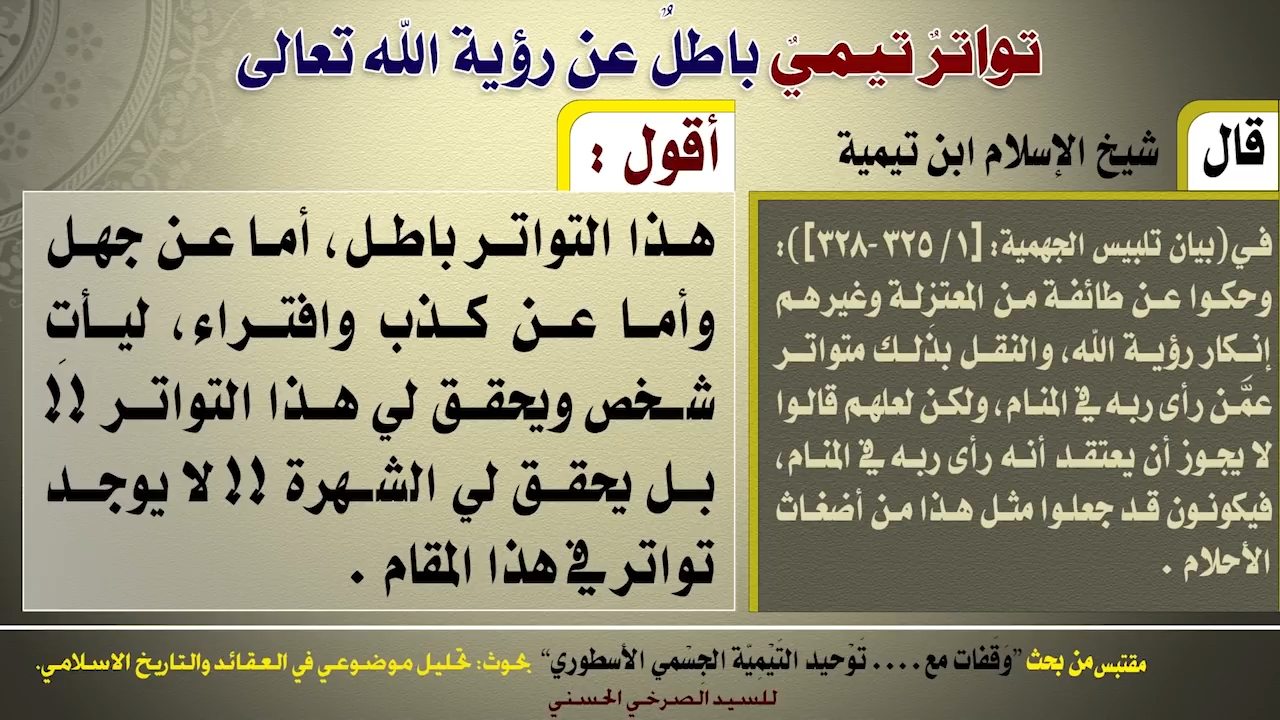 تواترٌ تيميٌ باطلٌ عن رؤية الله تعالى
قال
شيخ الإسلام ابن تيمية
في (بيان تلبيس الجهمية: [١/ ٣٢٥-٣٢٨]):
وحكوا عن طائفة من المعتزلة وغيرهم
إنكار رؤية الله، والنقل بذلك متواتر
عمَّن رأى ربه في المنام، ولكن لعلهم قالوا
لا يجوز أن يعتقد أنه رأى ربه في المنام،
فيكونون قد جعلوا مثل هذا من أضغاث
الأحلام .
أقول :
هذا التواتر باطل، أما عن جهل
وأما عن كذب وافتراء، ليأتَ
شخص ويحقق لي هذا التواتر !!
بل يحقق لي الشهرة !! لا يوجد
تواتر في هذا المقام .
مقتبس من بحث "وَقَفات مع .... تَوْحيد التَيْمِيّة الجِسْمي الأسطوري" بحوث: تحليل موضوعي في العقائد والتاريخ الاسلامي.
للسيد الصرخي الحسني